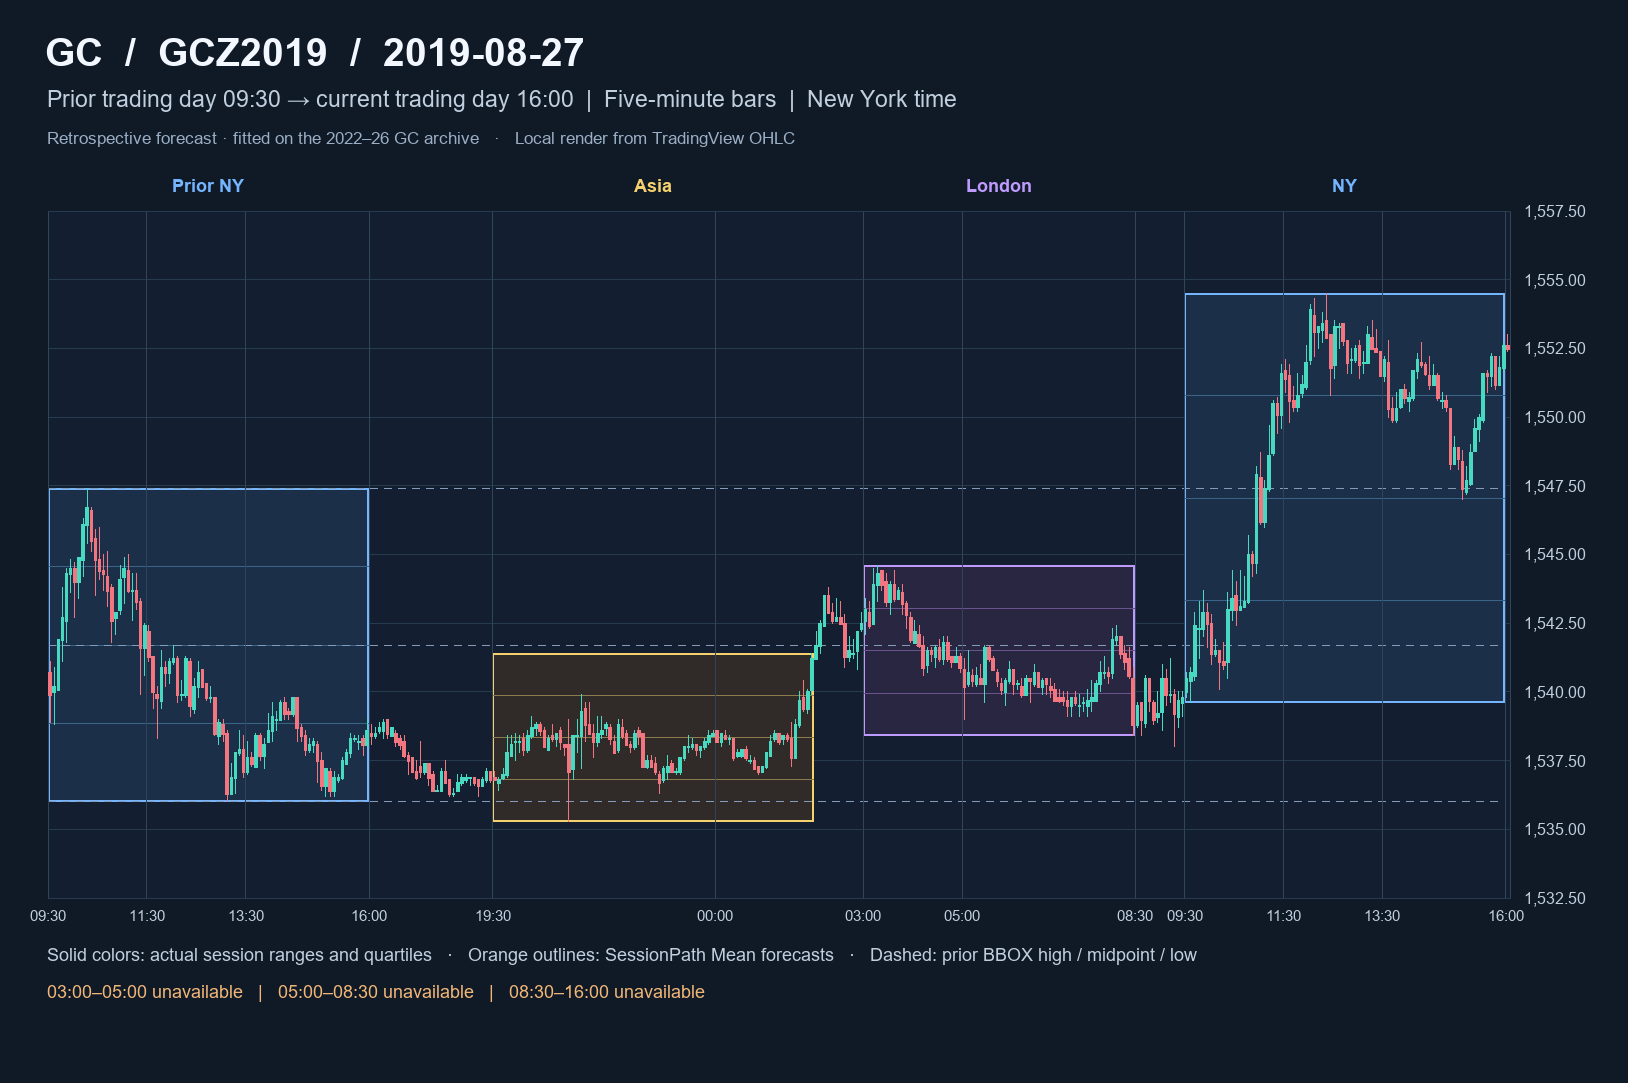 GC / GCZ2019 / 2019-08-27
Prior trading day 09:30 → current trading day 16:00 | Five-minute bars | New York time
Retrospective forecast · fitted on the 2022–26 GC archive · Local render from TradingView OHLC
Prior NY Asia London NY
1,557.50
1,555.00
1,552.50
1,550.00
1,547.50
1,545.00
1,542.50
1,540.00
1,537.50
1,535.00
1,532.50
09:30 11:30 13:30 16:00 19:30 00:00 03:00 05:00 08:30 09:30 11:30 13:30 16:00
Solid colors: actual session ranges and quartiles · Orange outlines: SessionPath Mean forecasts · Dashed: prior BBOX high / midpoint / low
03:00–05:00 unavailable | 05:00–08:30 unavailable | 08:30–16:00 unavailable